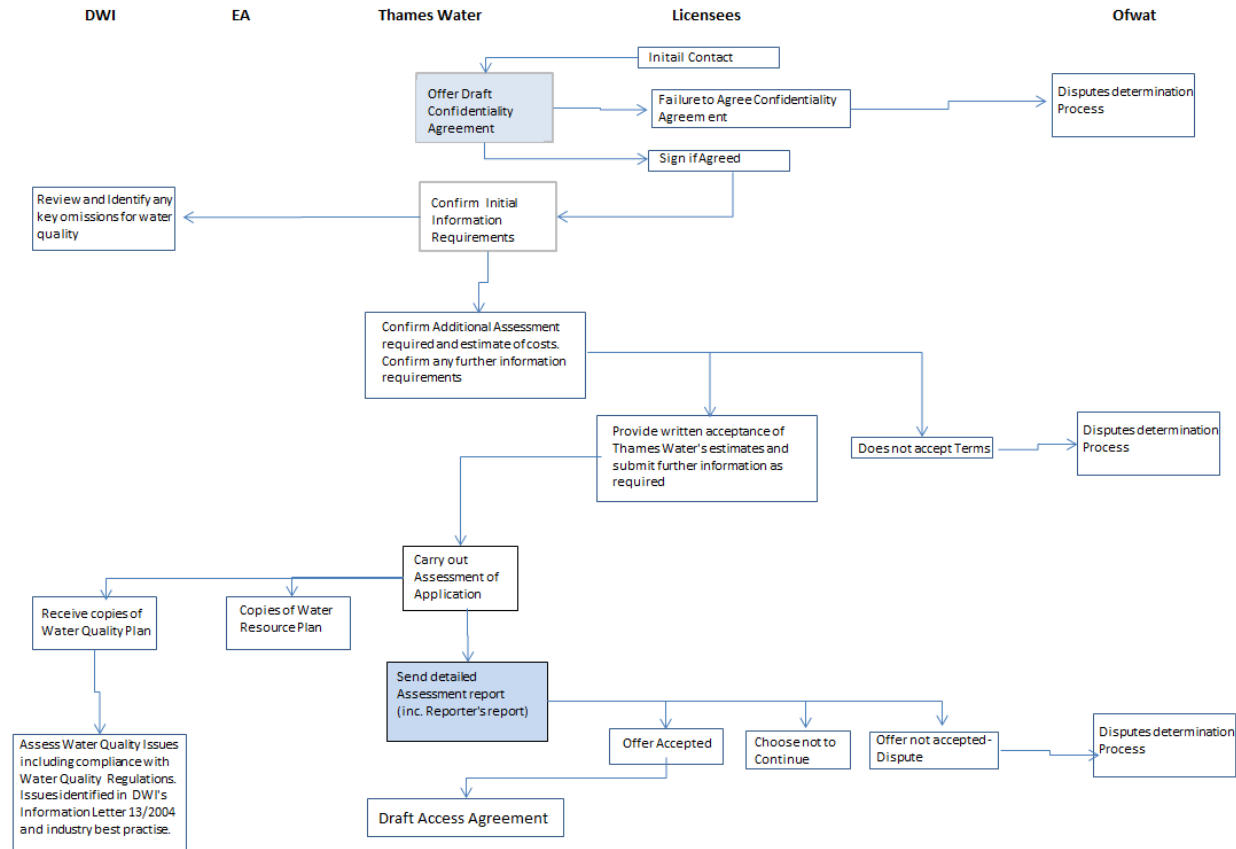 DWI EA Thames Water Licensees Ofwat
Initail Contact
Offer Draft
Confidentiality
Agreement
Failure to Agree Confidentiality
Agreement
Disputes determination
Process
Sign if Agreed
Review and Identify any
key omissions for water
quality
Confirm Initial
Information
Requirements
Confirm Additional Assessment
required and estimate of costs.
Confirm any further information
requirements
Provide written acceptance of
Thames Water's estimates and
submit further information as
required
Does not accept Terms
Disputes determination
Process
Carry out
Assessment of
Application
Receive copies of
Water Quality Plan
Copies of Water
Resource Plan
Send detailed
Assessment report
(inc. Reporter's report)
Offer Accepted
Choose not to
Continue
Offer not accepted-
Dispute
Disputes determination
Process
Assess Water Quality Issues
including compliance with
Water Quality Regulations.
Issues identified in DWI's
Information Letter 13/2004
and industry best practise.
Draft Access Agreement